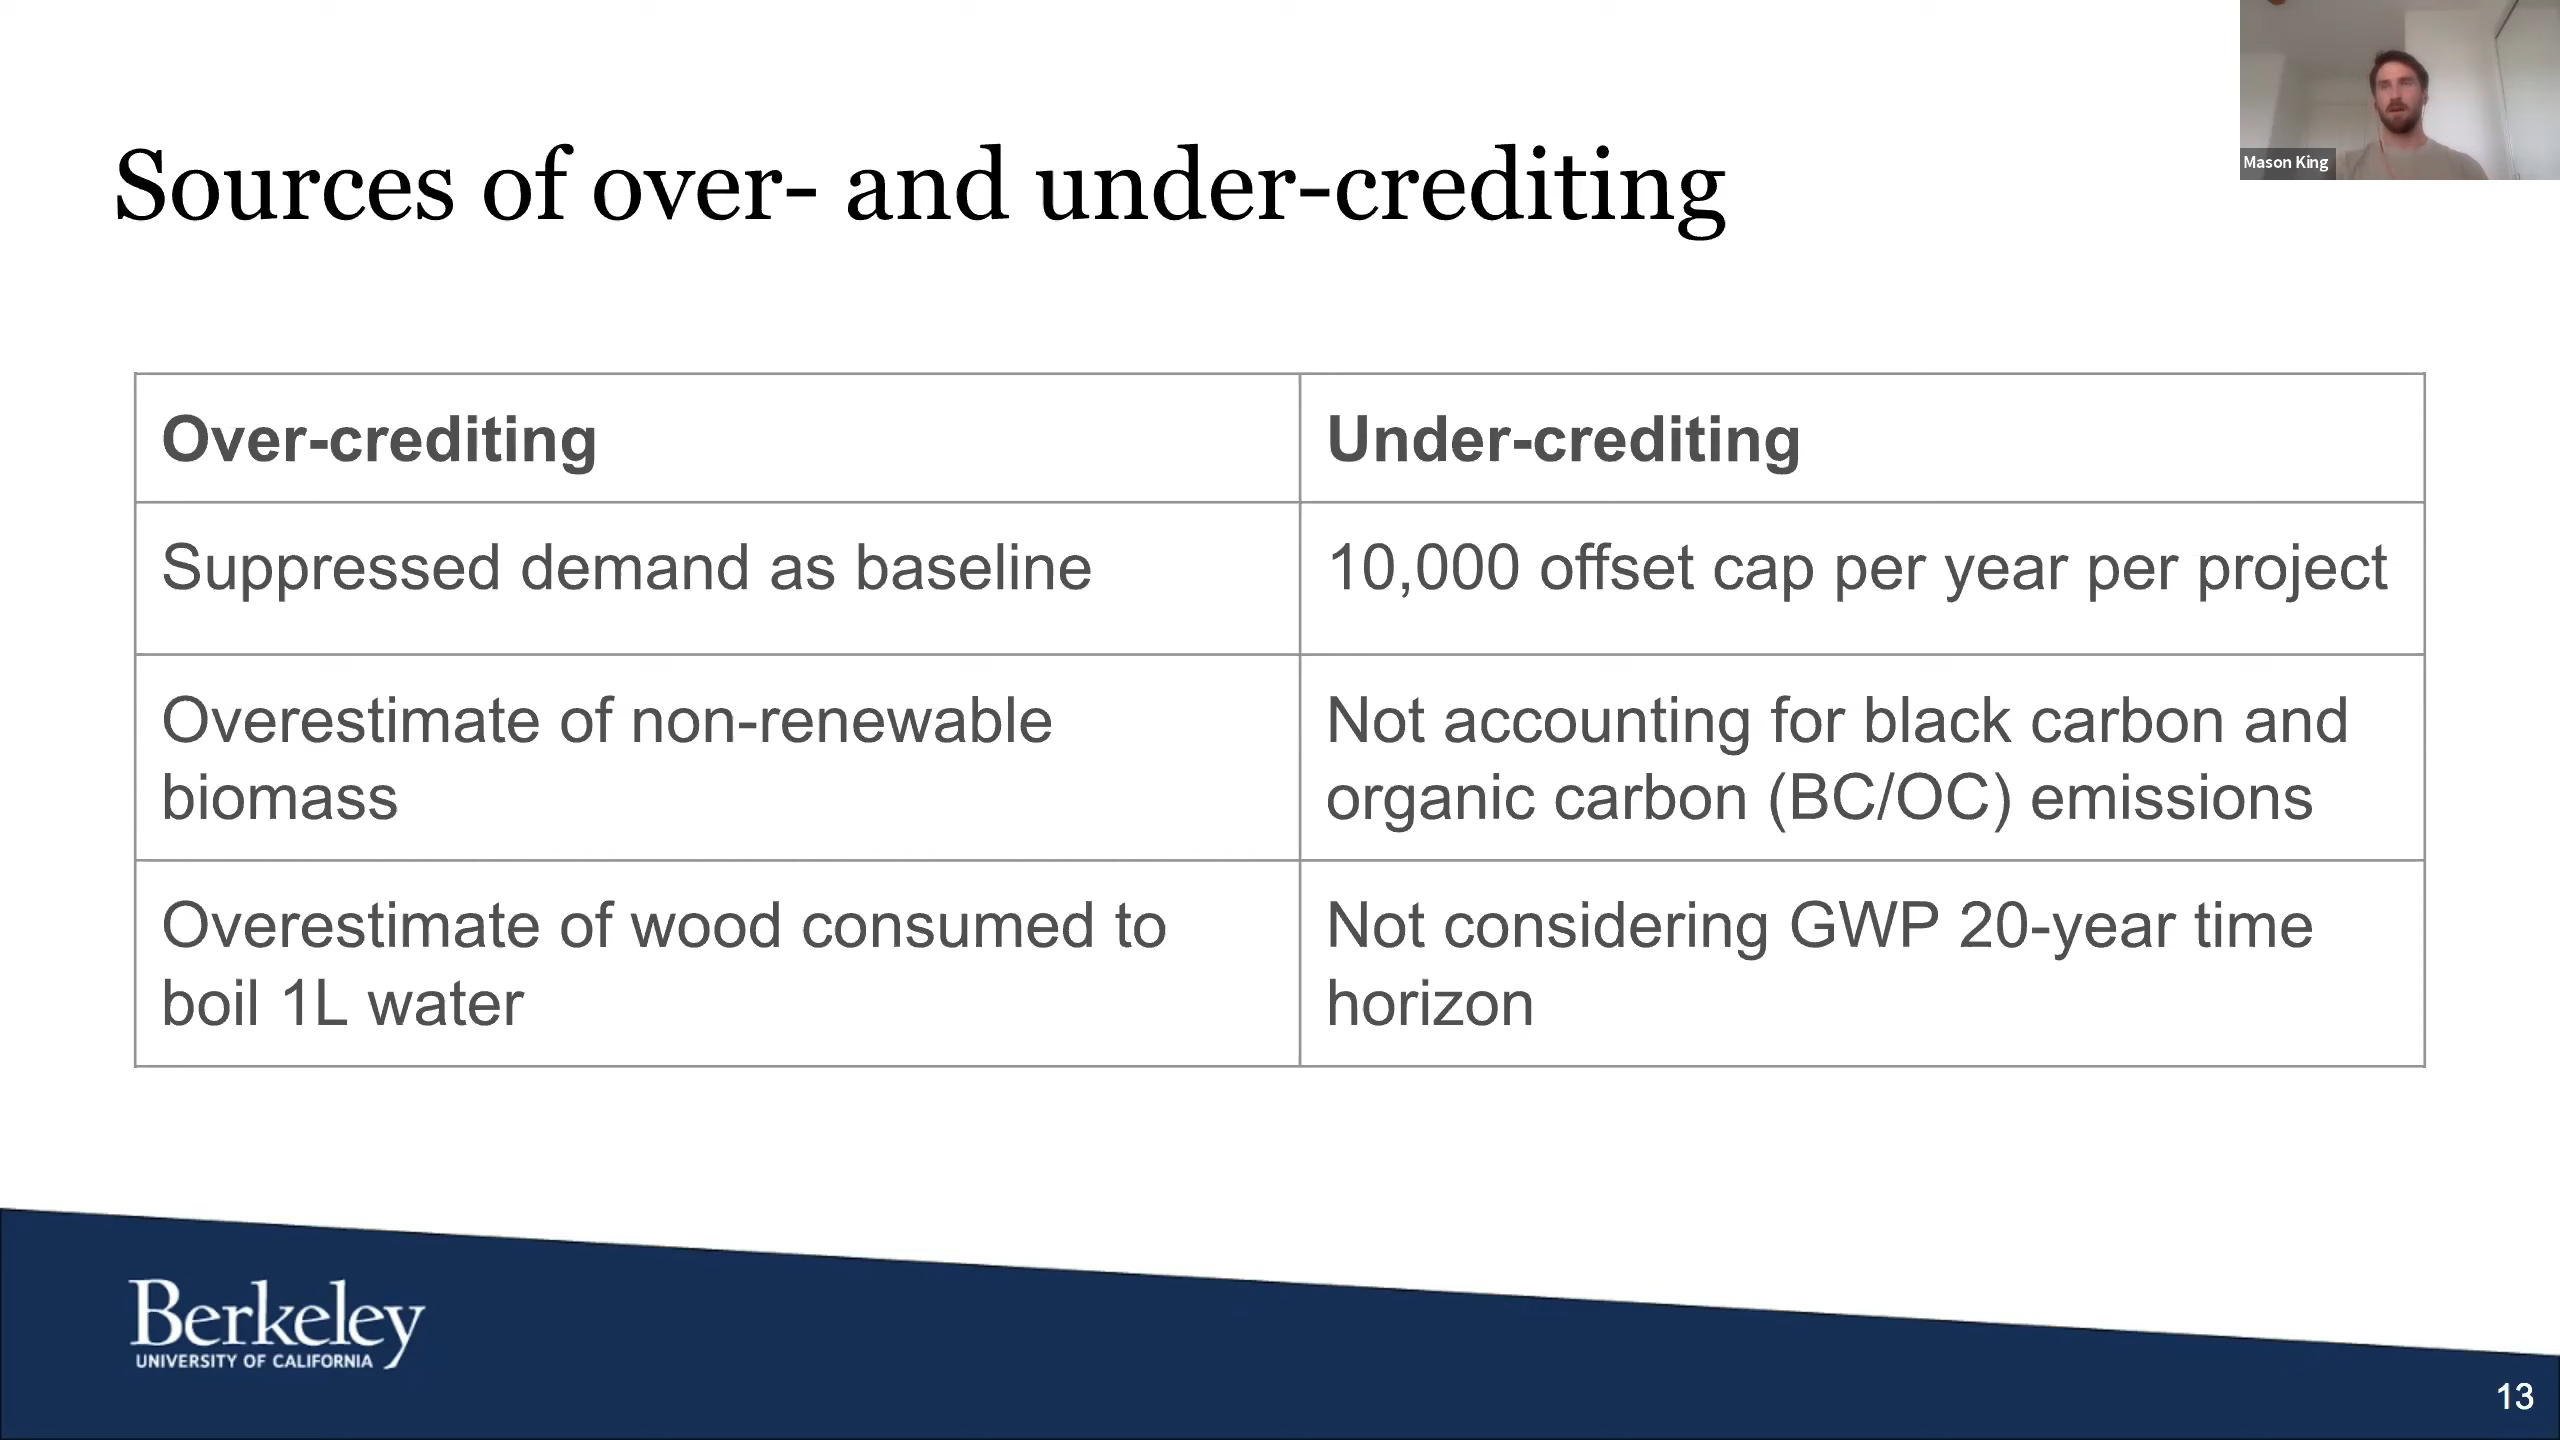 Mason King
Sources of over- and under-crediting
Over-crediting
Under-crediting
Suppressed demand as baseline
10,000 offset cap per year per project
Overestimate of non-renewable
biomass
Not accounting for black carbon and
organic carbon (BC/OC) emissions
Overestimate of wood consumed to
boil 1L water
Not considering GWP 20-year time
horizon
Berkeley
UNIVERSITY OF CALIFORNIA
13